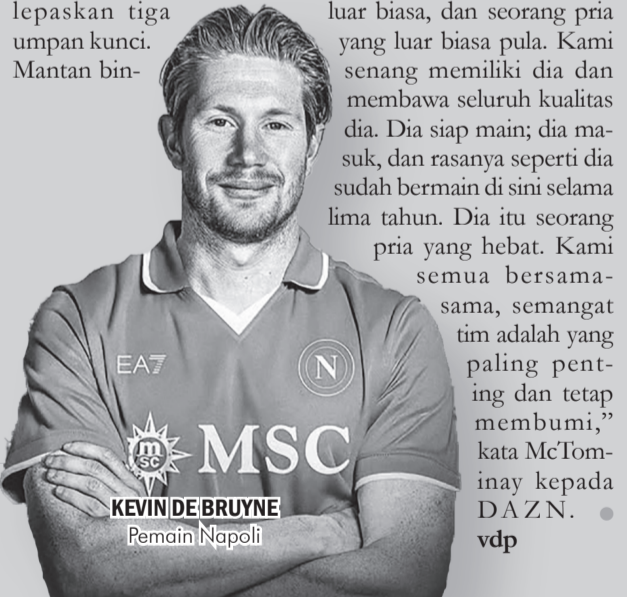 lepaskan tiga
umpan kunci.
Mantan bin-
luar biasa, dan seorang pria
yang luar biasa pula. Kami
senang memiliki dia dan
membawa seluruh kualitas
dia. Dia siap main; dia ma-
suk, dan rasanya seperti dia
sudah bermain di sini selama
lima tahun. Dia itu seorang
pria yang hebat. Kami
semua bersama-
sama, semangat
tim adalah yang
paling pent-
ing dan tetap
membumi,”
kata McTom-
inay kepada
DAZN.
vdp
EA7
N
m
SC
MSC
KEVIN DE BRUYNE
Pemain Napoli